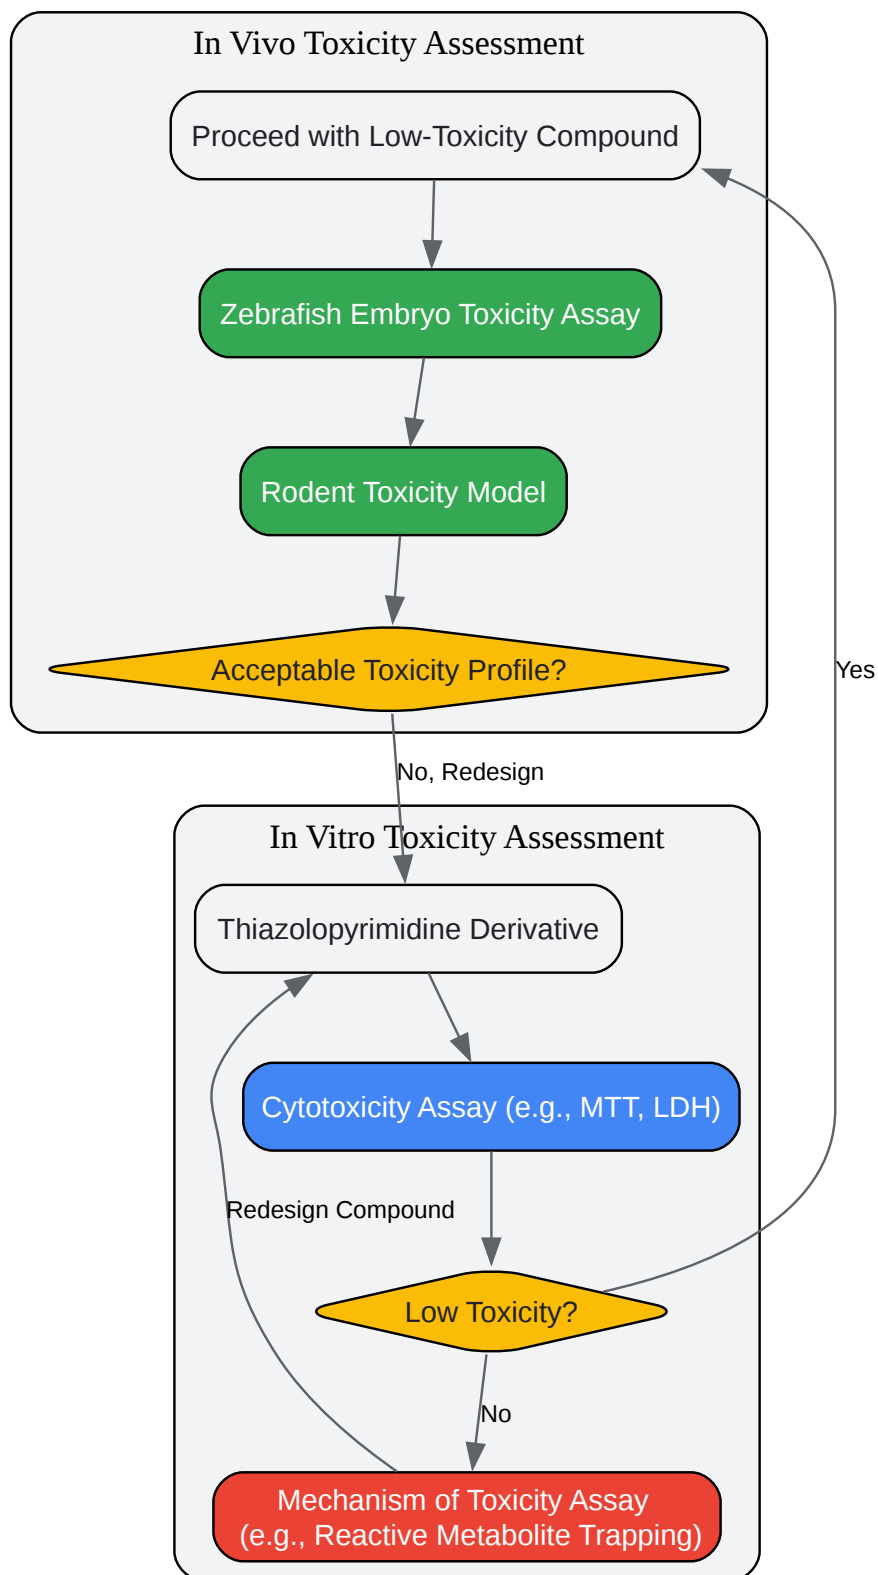 In Vivo Toxicity Assessment
Proceed with Low-Toxicity Compound
Zebrafish Embryo Toxicity Assay
Rodent Toxicity Model
Acceptable Toxicity Profile?
Yes
No, Redesign
In Vitro Toxicity Assessment
Thiazolopyrimidine Derivative
Cytotoxicity Assay (e.g., MTT, LDH)
Redesign Compound
Low Toxicity?
No
Mechanism of Toxicity Assay
(e.g., Reactive Metabolite Trapping)